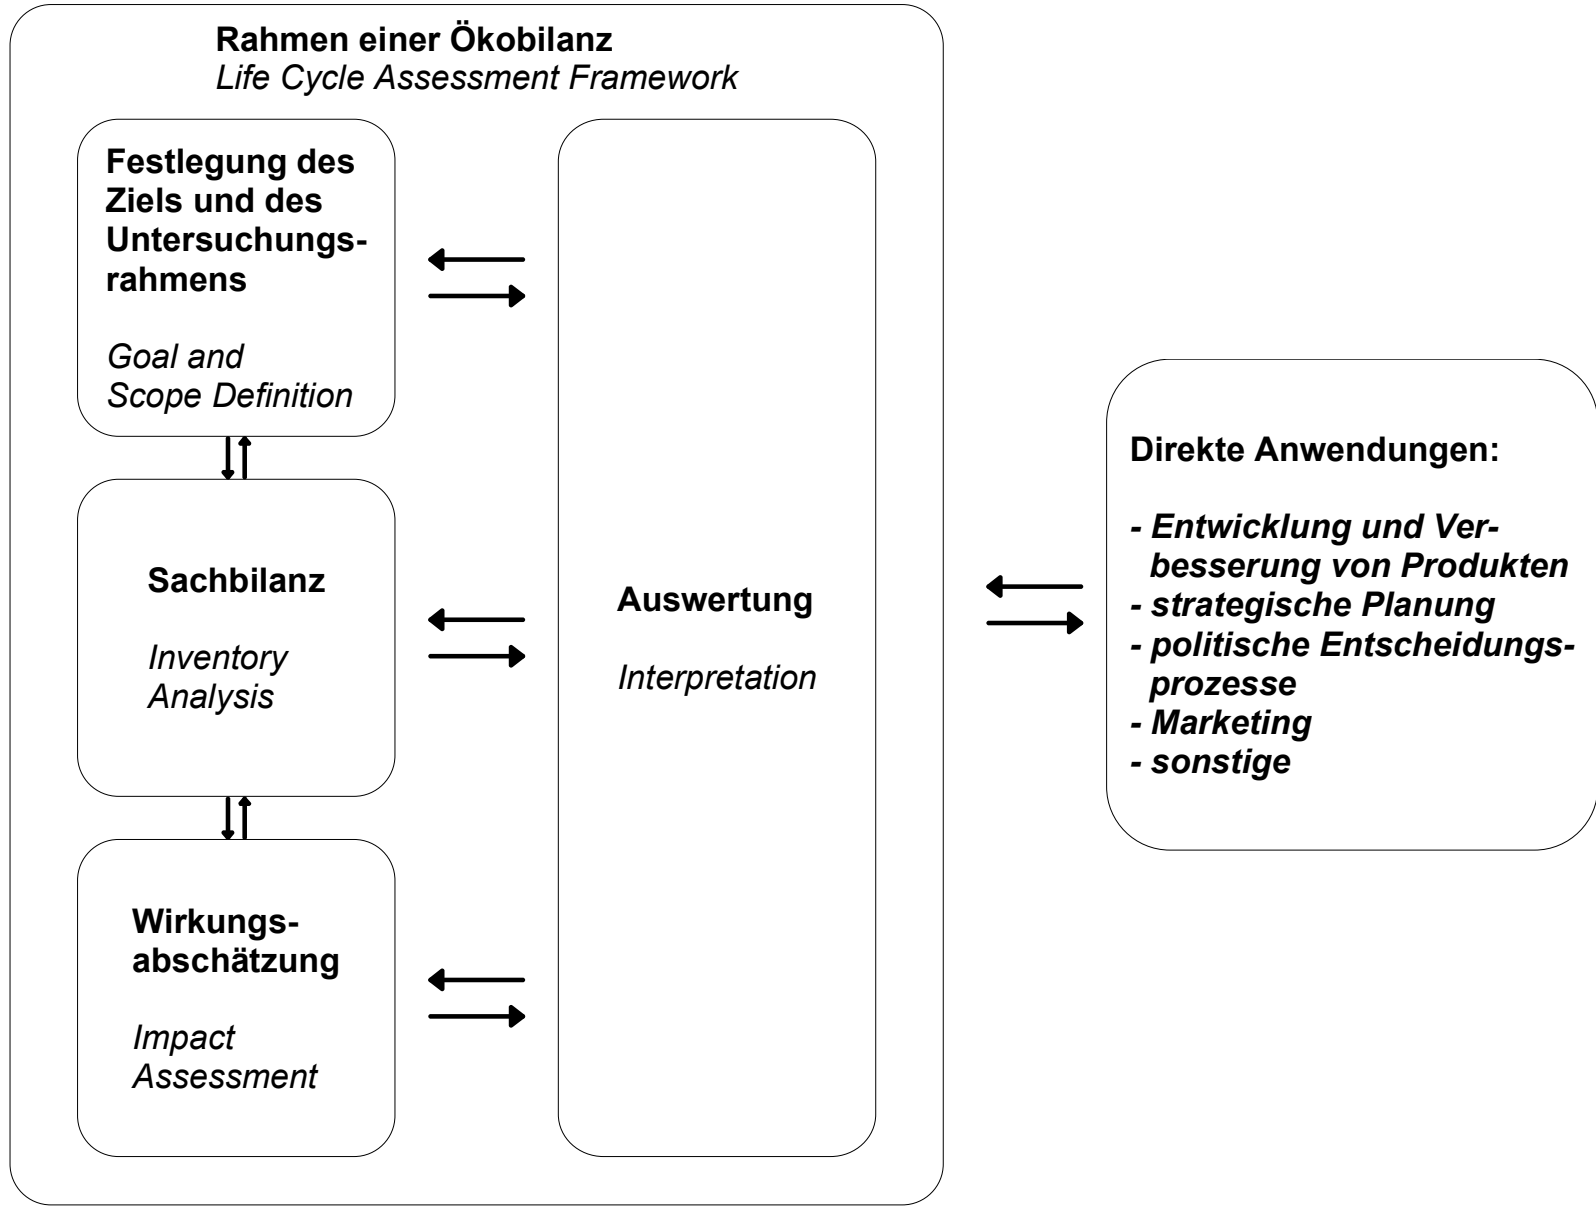 Rahmen einer Ökobilanz
Life Cycle Assessment Framework
Festlegung des
Ziels und des
Untersuchungs-
rahmens
Goal and
Scope Definition
Sachbilanz
Inventory
Analysis
Wirkungs-
abschätzung
Impact
Assessment
Auswertung
Interpretation
Direkte Anwendungen:
- Entwicklung und Ver-
besserung von Produkten
- strategische Planung
- politische Entscheidungs-
prozesse
- Marketing
- sonstige